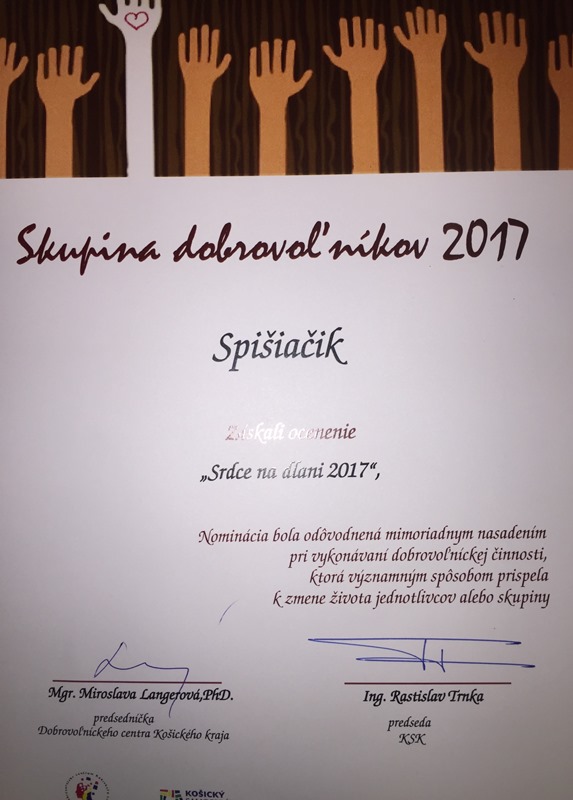 Skupina dobrovoľníkov 2017
Spišiačik
Získali ocenenie
„Srdce na dlani 2017“,
Nominácia bola odôvodnená mimoriadnym nasadením
pri vykonávaní dobrovoľníckej činnosti,
ktorá významným spôsobom prispela
k zmene života jednotlivcov alebo skupiny
Mgr. Miroslava Langerová,PhD.
predsedníčka
Dobrovoľníckeho centra Košického kraja
Ing. Rastislav Trnka
predseda
KSK
KOŠICKÝ